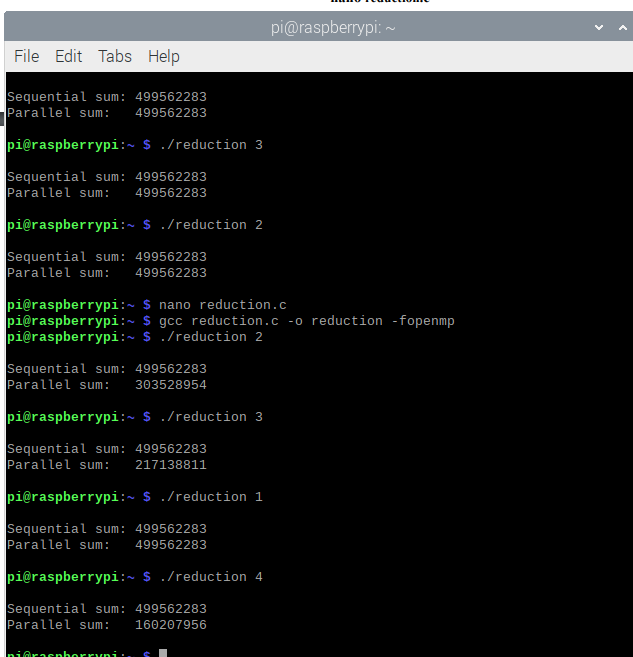 nano reduction.c
pi@raspberrypi: ~
File Edit Tabs Help
Sequential sum: 499562283
Parallel sum:   499562283
pi@raspberrypi:~ $ ./reduction 3
Sequential sum: 499562283
Parallel sum:   499562283
pi@raspberrypi:~ $ ./reduction 2
Sequential sum: 499562283
Parallel sum:   499562283
pi@raspberrypi:~ $ nano reduction.c
pi@raspberrypi:~ $ gcc reduction.c -o reduction -fopenmp
pi@raspberrypi:~ $ ./reduction 2
Sequential sum: 499562283
Parallel sum:   303528954
pi@raspberrypi:~ $ ./reduction 3
Sequential sum: 499562283
Parallel sum:   217138811
pi@raspberrypi:~ $ ./reduction 1
Sequential sum: 499562283
Parallel sum:   499562283
pi@raspberrypi:~ $ ./reduction 4
Sequential sum: 499562283
Parallel sum:   160207956
pi@raspberrypi:~ $